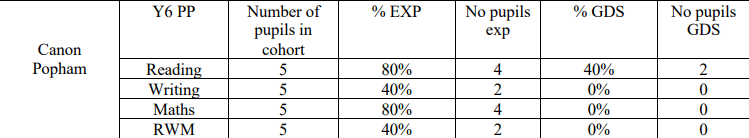 Canon Popham
Y6 PP | Number of pupils in cohort | % EXP | No pupils exp | % GDS | No pupils GDS
Reading | 5 | 80% | 4 | 40% | 2
Writing | 5 | 40% | 2 | 0% | 0
Maths | 5 | 80% | 4 | 0% | 0
RWM | 5 | 40% | 2 | 0% | 0